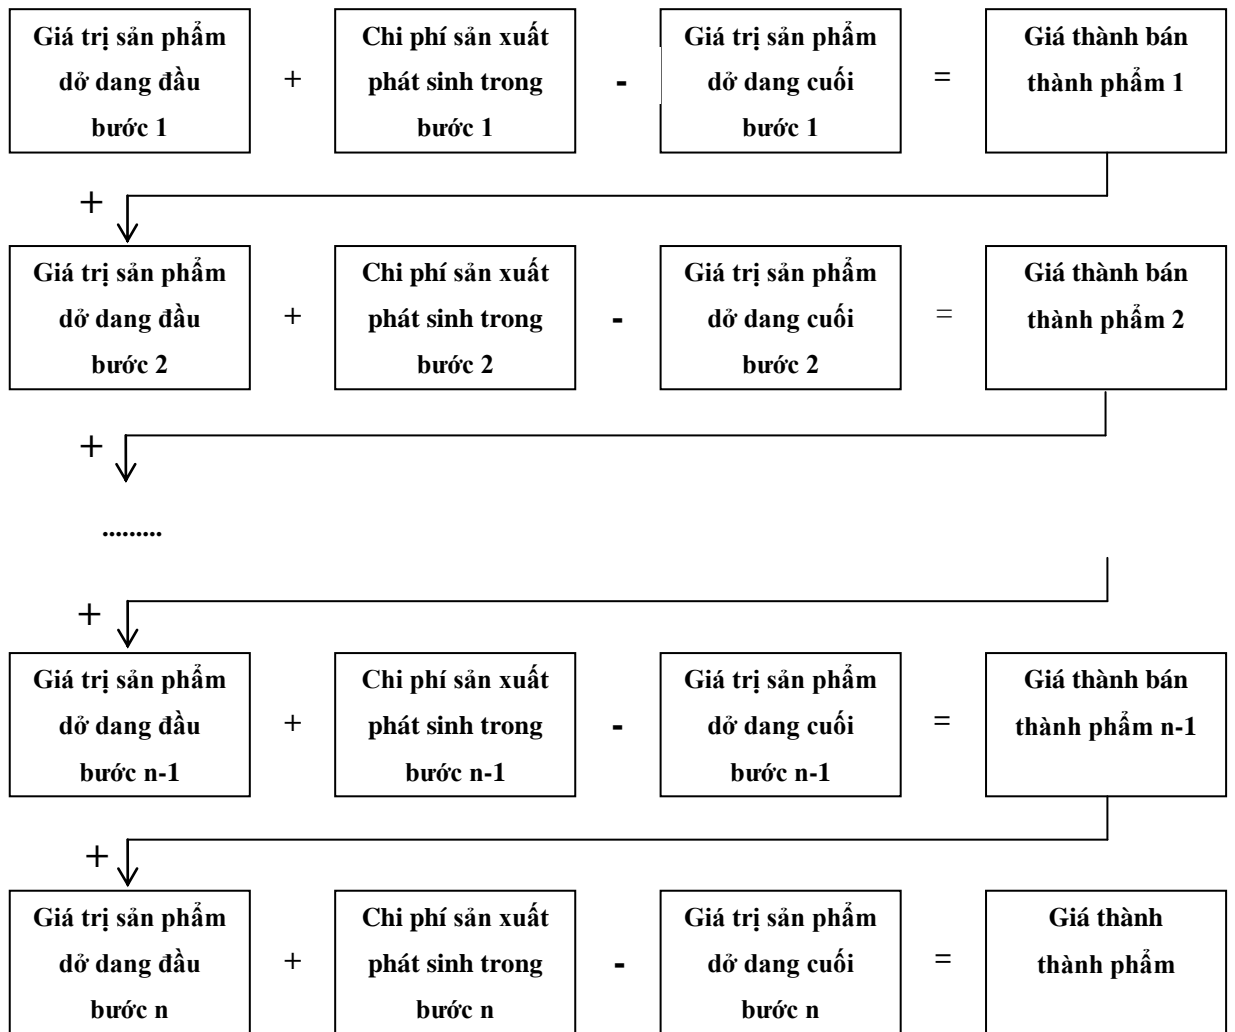 Giá trị sản phẩm
dở dang đầu
bước 1
+
Chi phí sản xuất
phát sinh trong
bước 1
-
Giá trị sản phẩm
dở dang cuối
bước 1
=
Giá thành bán
thành phẩm 1
+
Giá trị sản phẩm
dở dang đầu
bước 2
+
Chi phí sản xuất
phát sinh trong
bước 2
-
Giá trị sản phẩm
dở dang cuối
bước 2
=
Giá thành bán
thành phẩm 2
+
.........
+
Giá trị sản phẩm
dở dang đầu
bước n-1
+
Chi phí sản xuất
phát sinh trong
bước n-1
-
Giá trị sản phẩm
dở dang cuối
bước n-1
=
Giá thành bán
thành phẩm n-1
+
Giá trị sản phẩm
dở dang đầu
bước n
+
Chi phí sản xuất
phát sinh trong
bước n
-
Giá trị sản phẩm
dở dang cuối
bước n
=
Giá thành
thành phẩm